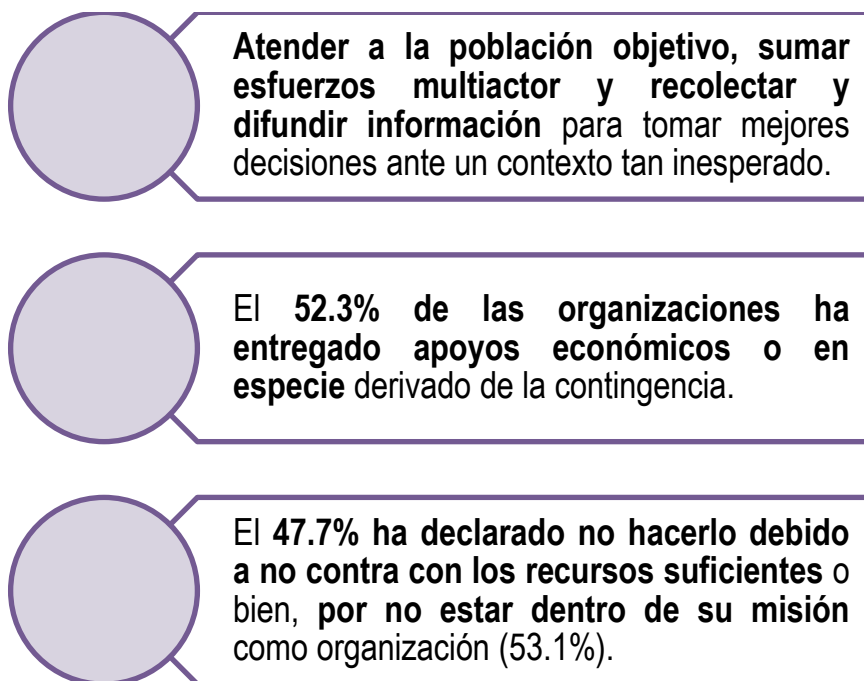 Atender a la población objetivo, sumar
esfuerzos multiactor y recolectar y
difundir información para tomar mejores
decisiones ante un contexto tan inesperado.
El 52.3% de las organizaciones ha
entregado apoyos económicos o en
especie derivado de la contingencia.
El 47.7% ha declarado no hacerlo debido
a no contra con los recursos suficientes o
bien, por no estar dentro de su misión
como organización (53.1%).